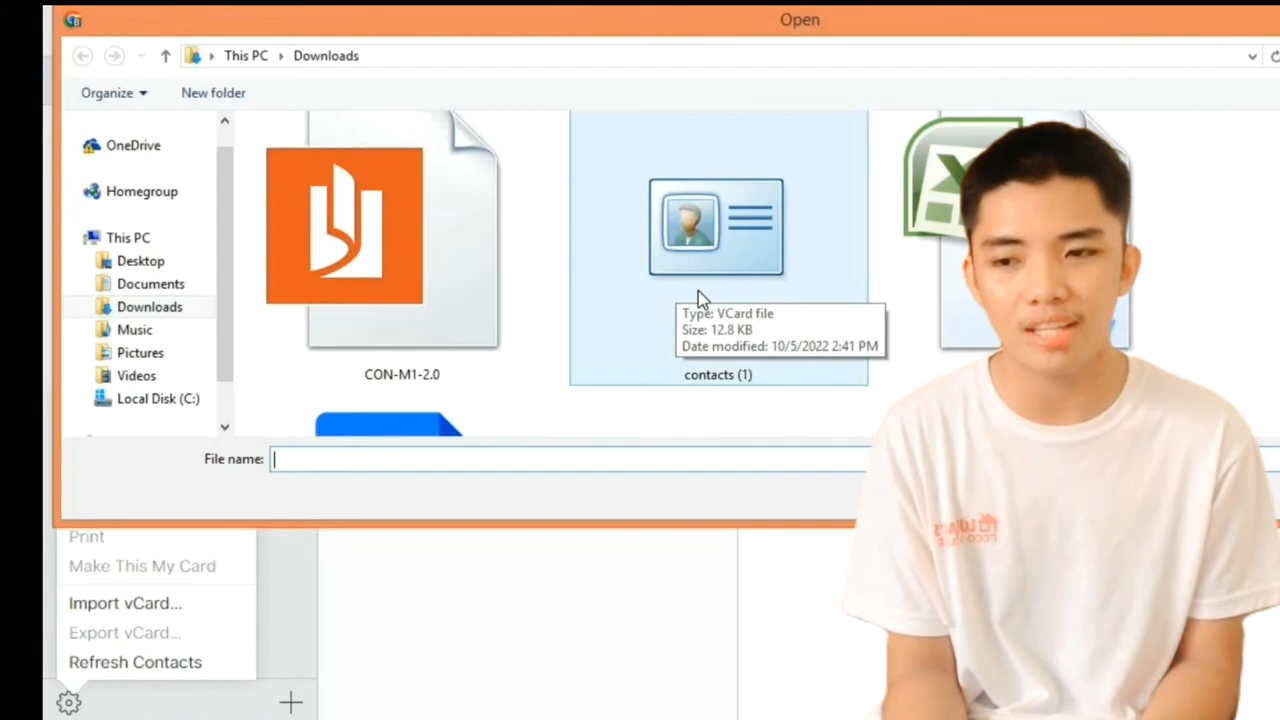 Open
This PC
Downloads
Organize
New folder
OneDrive
Homegroup
This PC
Desktop
Documents
Downloads
Music
Pictures
Videos
Local Disk (C:)
Type: VCard file
Size: 12.8 KB
Date modified: 10/5/2022 2:41 PM
CON-M1-2.0
contacts (1)
File name:
Print
Make This My Card
Import vCard...
Export vCard...
Refresh Contacts